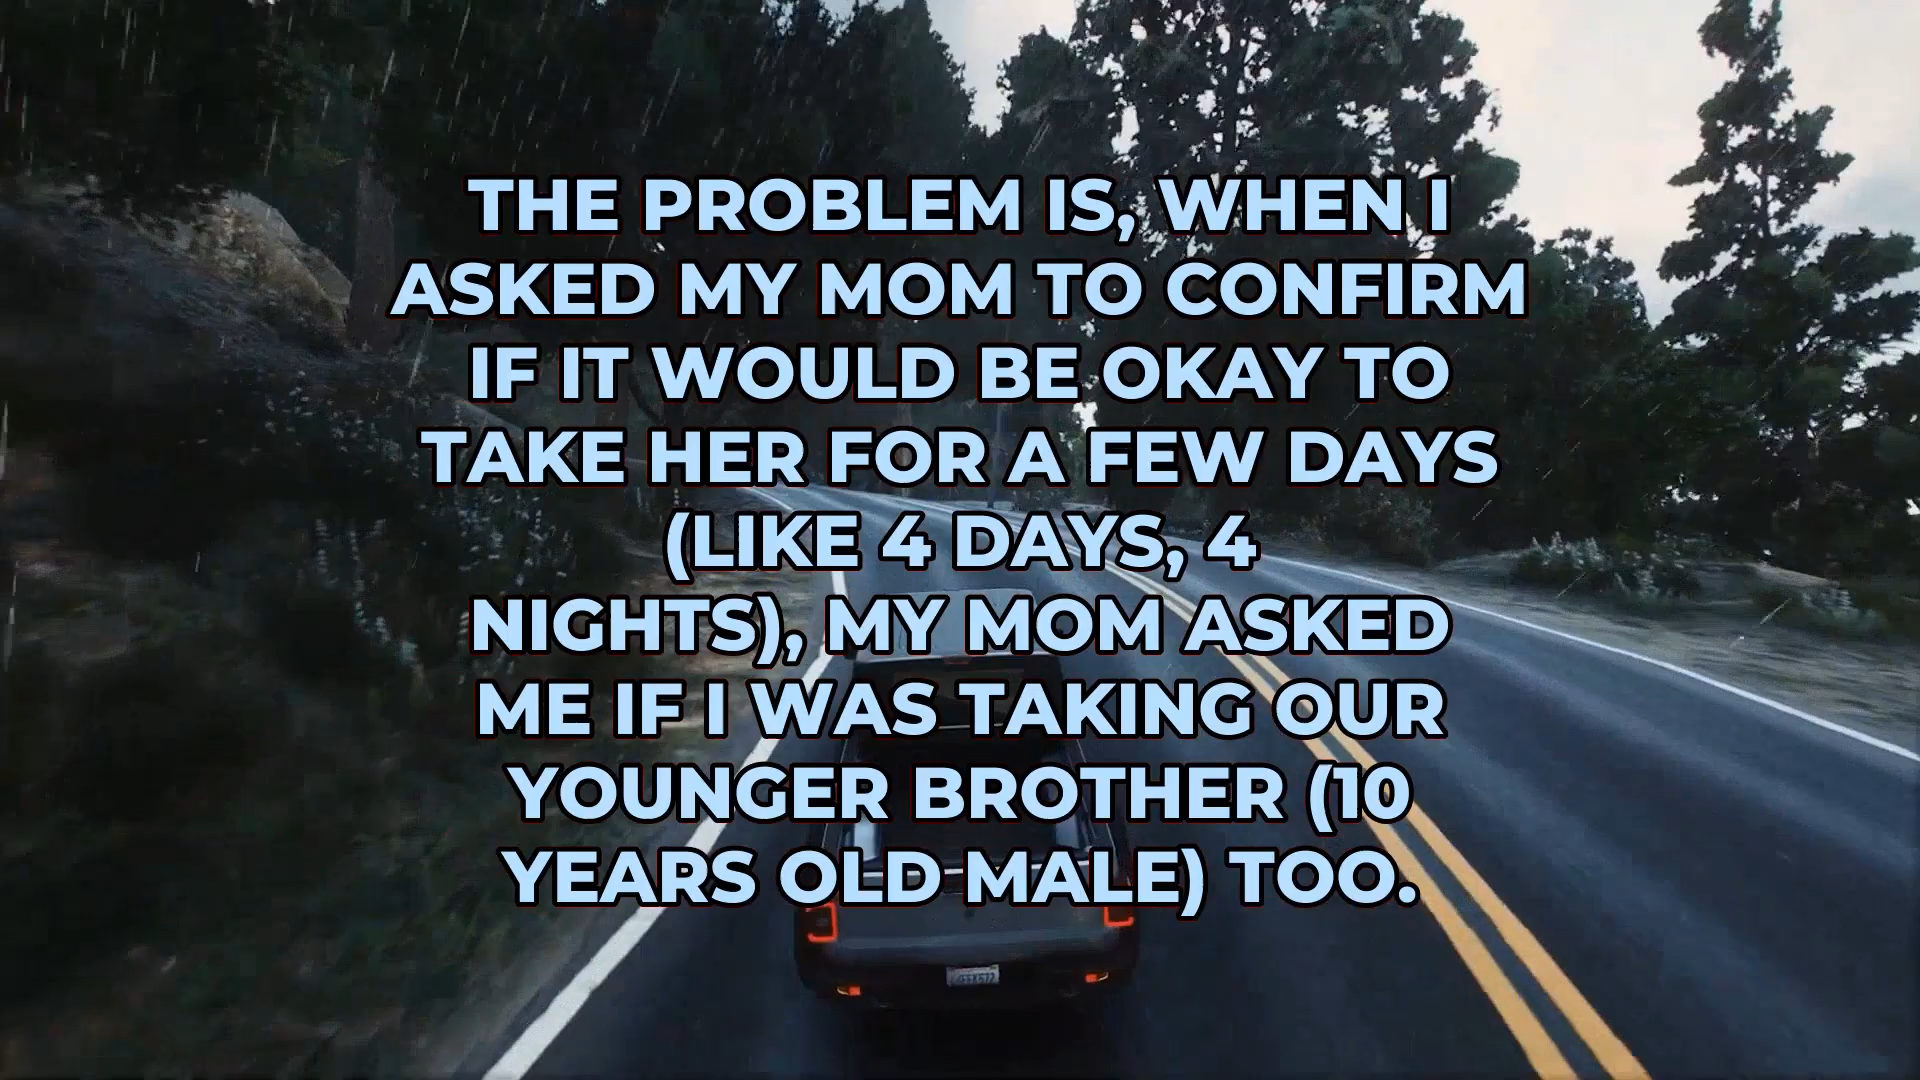 THE PROBLEM IS, WHEN I
ASKED MY MOM TO CONFIRM
IF IT WOULD BE OKAY TO
TAKE HER FOR A FEW DAYS
(LIKE 4 DAYS, 4
NIGHTS), MY MOM ASKED
ME IF I WAS TAKING OUR
YOUNGER BROTHER (10
YEARS OLD MALE) TOO.